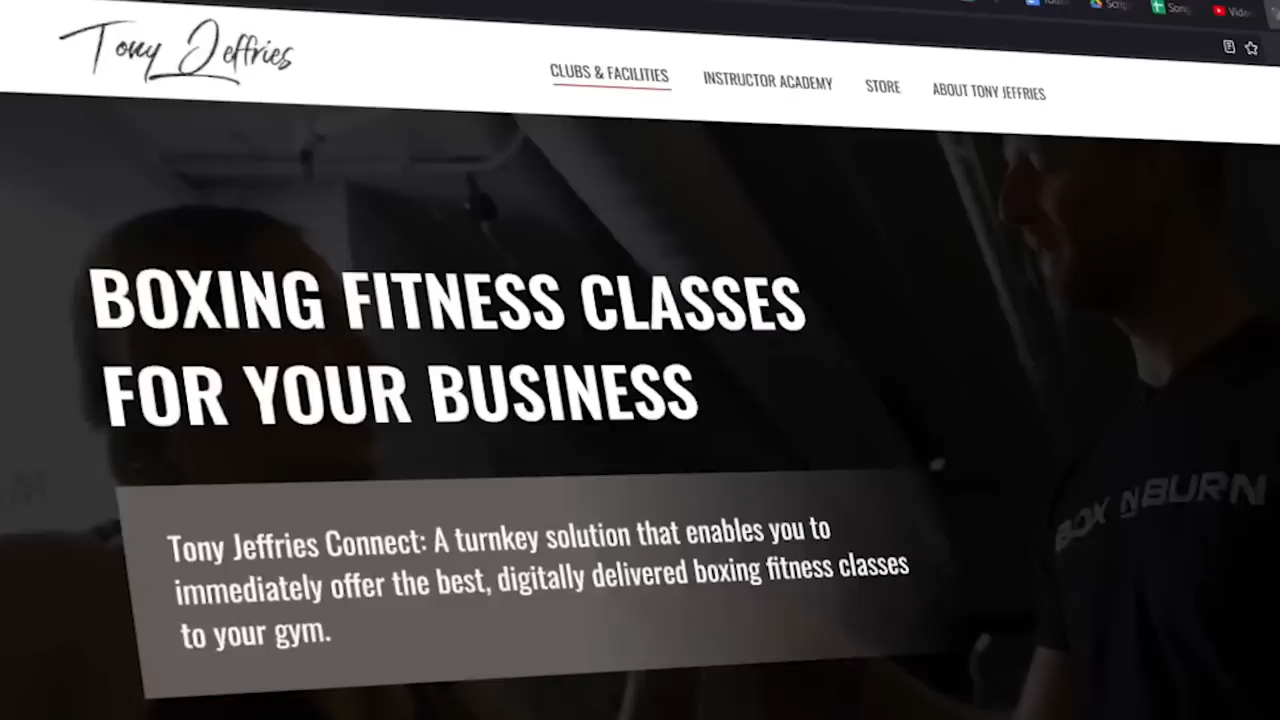 Tony Jeffries
CLUBS & FACILITIES
INSTRUCTOR ACADEMY
STORE
ABOUT TONY JEFFRIES
BOXING FITNESS CLASSES
FOR YOUR BUSINESS
Tony Jeffries Connect: A turnkey solution that enables you to
immediately offer the best, digitally delivered boxing fitness classes
to your gym.
BOX N BURN